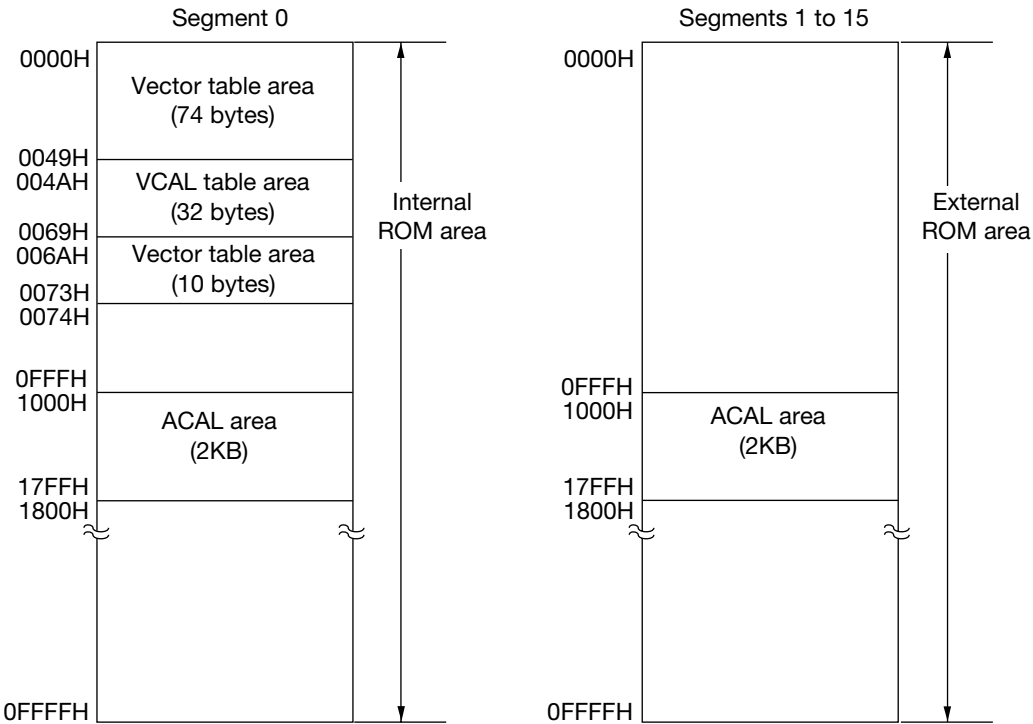 Segment 0
0000H
Vector table area
(74 bytes)
0049H
004AH
VCAL table area
(32 bytes)
0069H
006AH
Vector table area
(10 bytes)
0073H
0074H
0FFFH
1000H
ACAL area
(2KB)
17FFH
1800H
0FFFFH
Internal
ROM area
Segments 1 to 15
0000H
0FFFH
1000H
ACAL area
(2KB)
17FFH
1800H
0FFFFH
External
ROM area